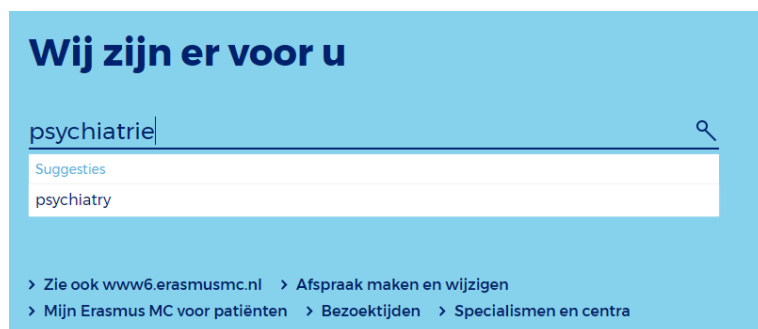 Wij zijn er voor u
psychiatrie
Suggesties
psychiatry
> Zie ook www6.erasmusmc.nl > Afspraak maken en wijzigen
> Mijn Erasmus MC voor patiënten > Bezoektijden > Specialismen en centra